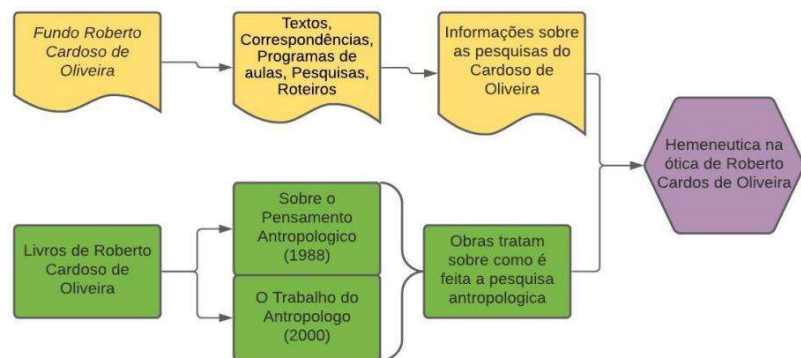 Fundo Roberto
Cardoso de
Oliveira
Textos,
Correspondências,
Programas de
aulas, Pesquisas,
Roteiros
Informações sobre
as pesquisas do
Cardoso de
Oliveira
Hemeneutica na
ótica de Roberto
Cardos de Oliveira
Livros de Roberto
Cardoso de
Oliveira
Sobre o
Pensamento
Antropologico
(1988)
O Trabalho do
Antropologo
(2000)
Obras tratam
sobre como é
feita a pesquisa
antropologica